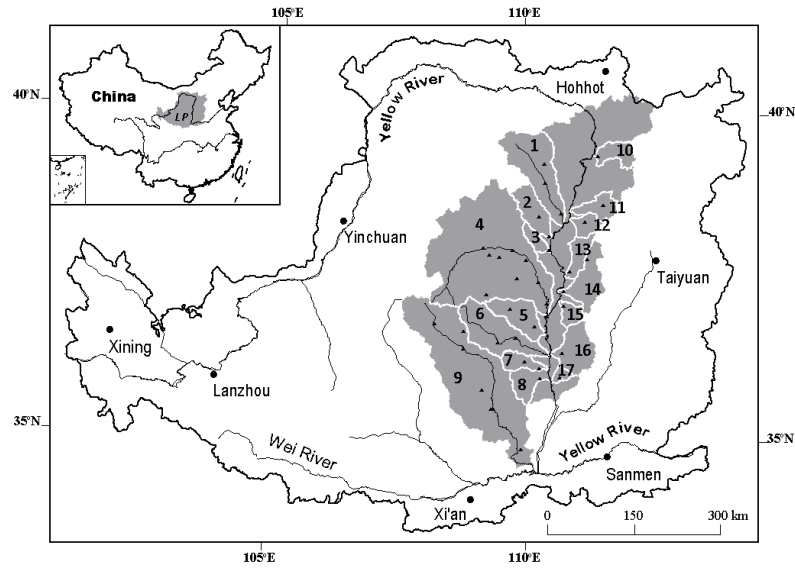 105°E 110°E
China
LP
40°N
40°N
Yellow River
Hohhot
1
10
2
11
12
4
3
13
Yinchuan
Taiyuan
14
6
5
15
16
Xining
7
17
9
8
Lanzhou
35°N
35°N
Wei River
Yellow River
Sanmen
Xi'an
0 150 300 km
105°E 110°E